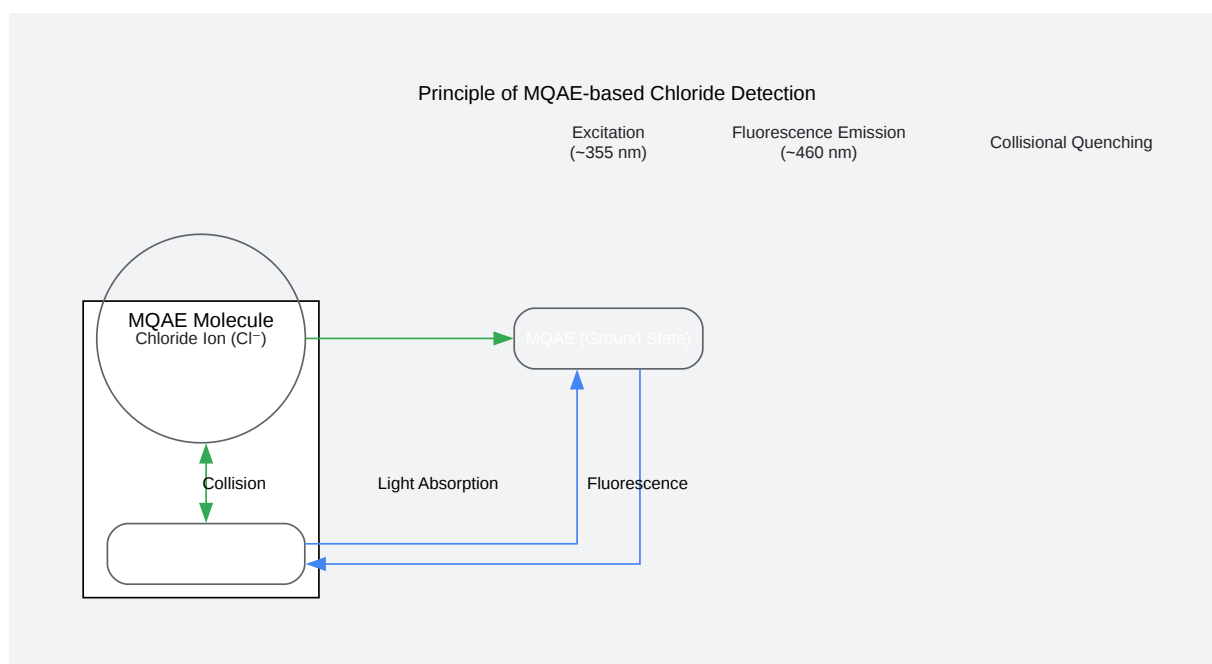 Principle of MQAE-based Chloride Detection
Excitation
(~355 nm)
Fluorescence Emission
(~460 nm)
Collisional Quenching
MQAE Molecule
Chloride Ion (Cl⁻)
MQAE (Ground State)
Collision
Light Absorption
Fluorescence